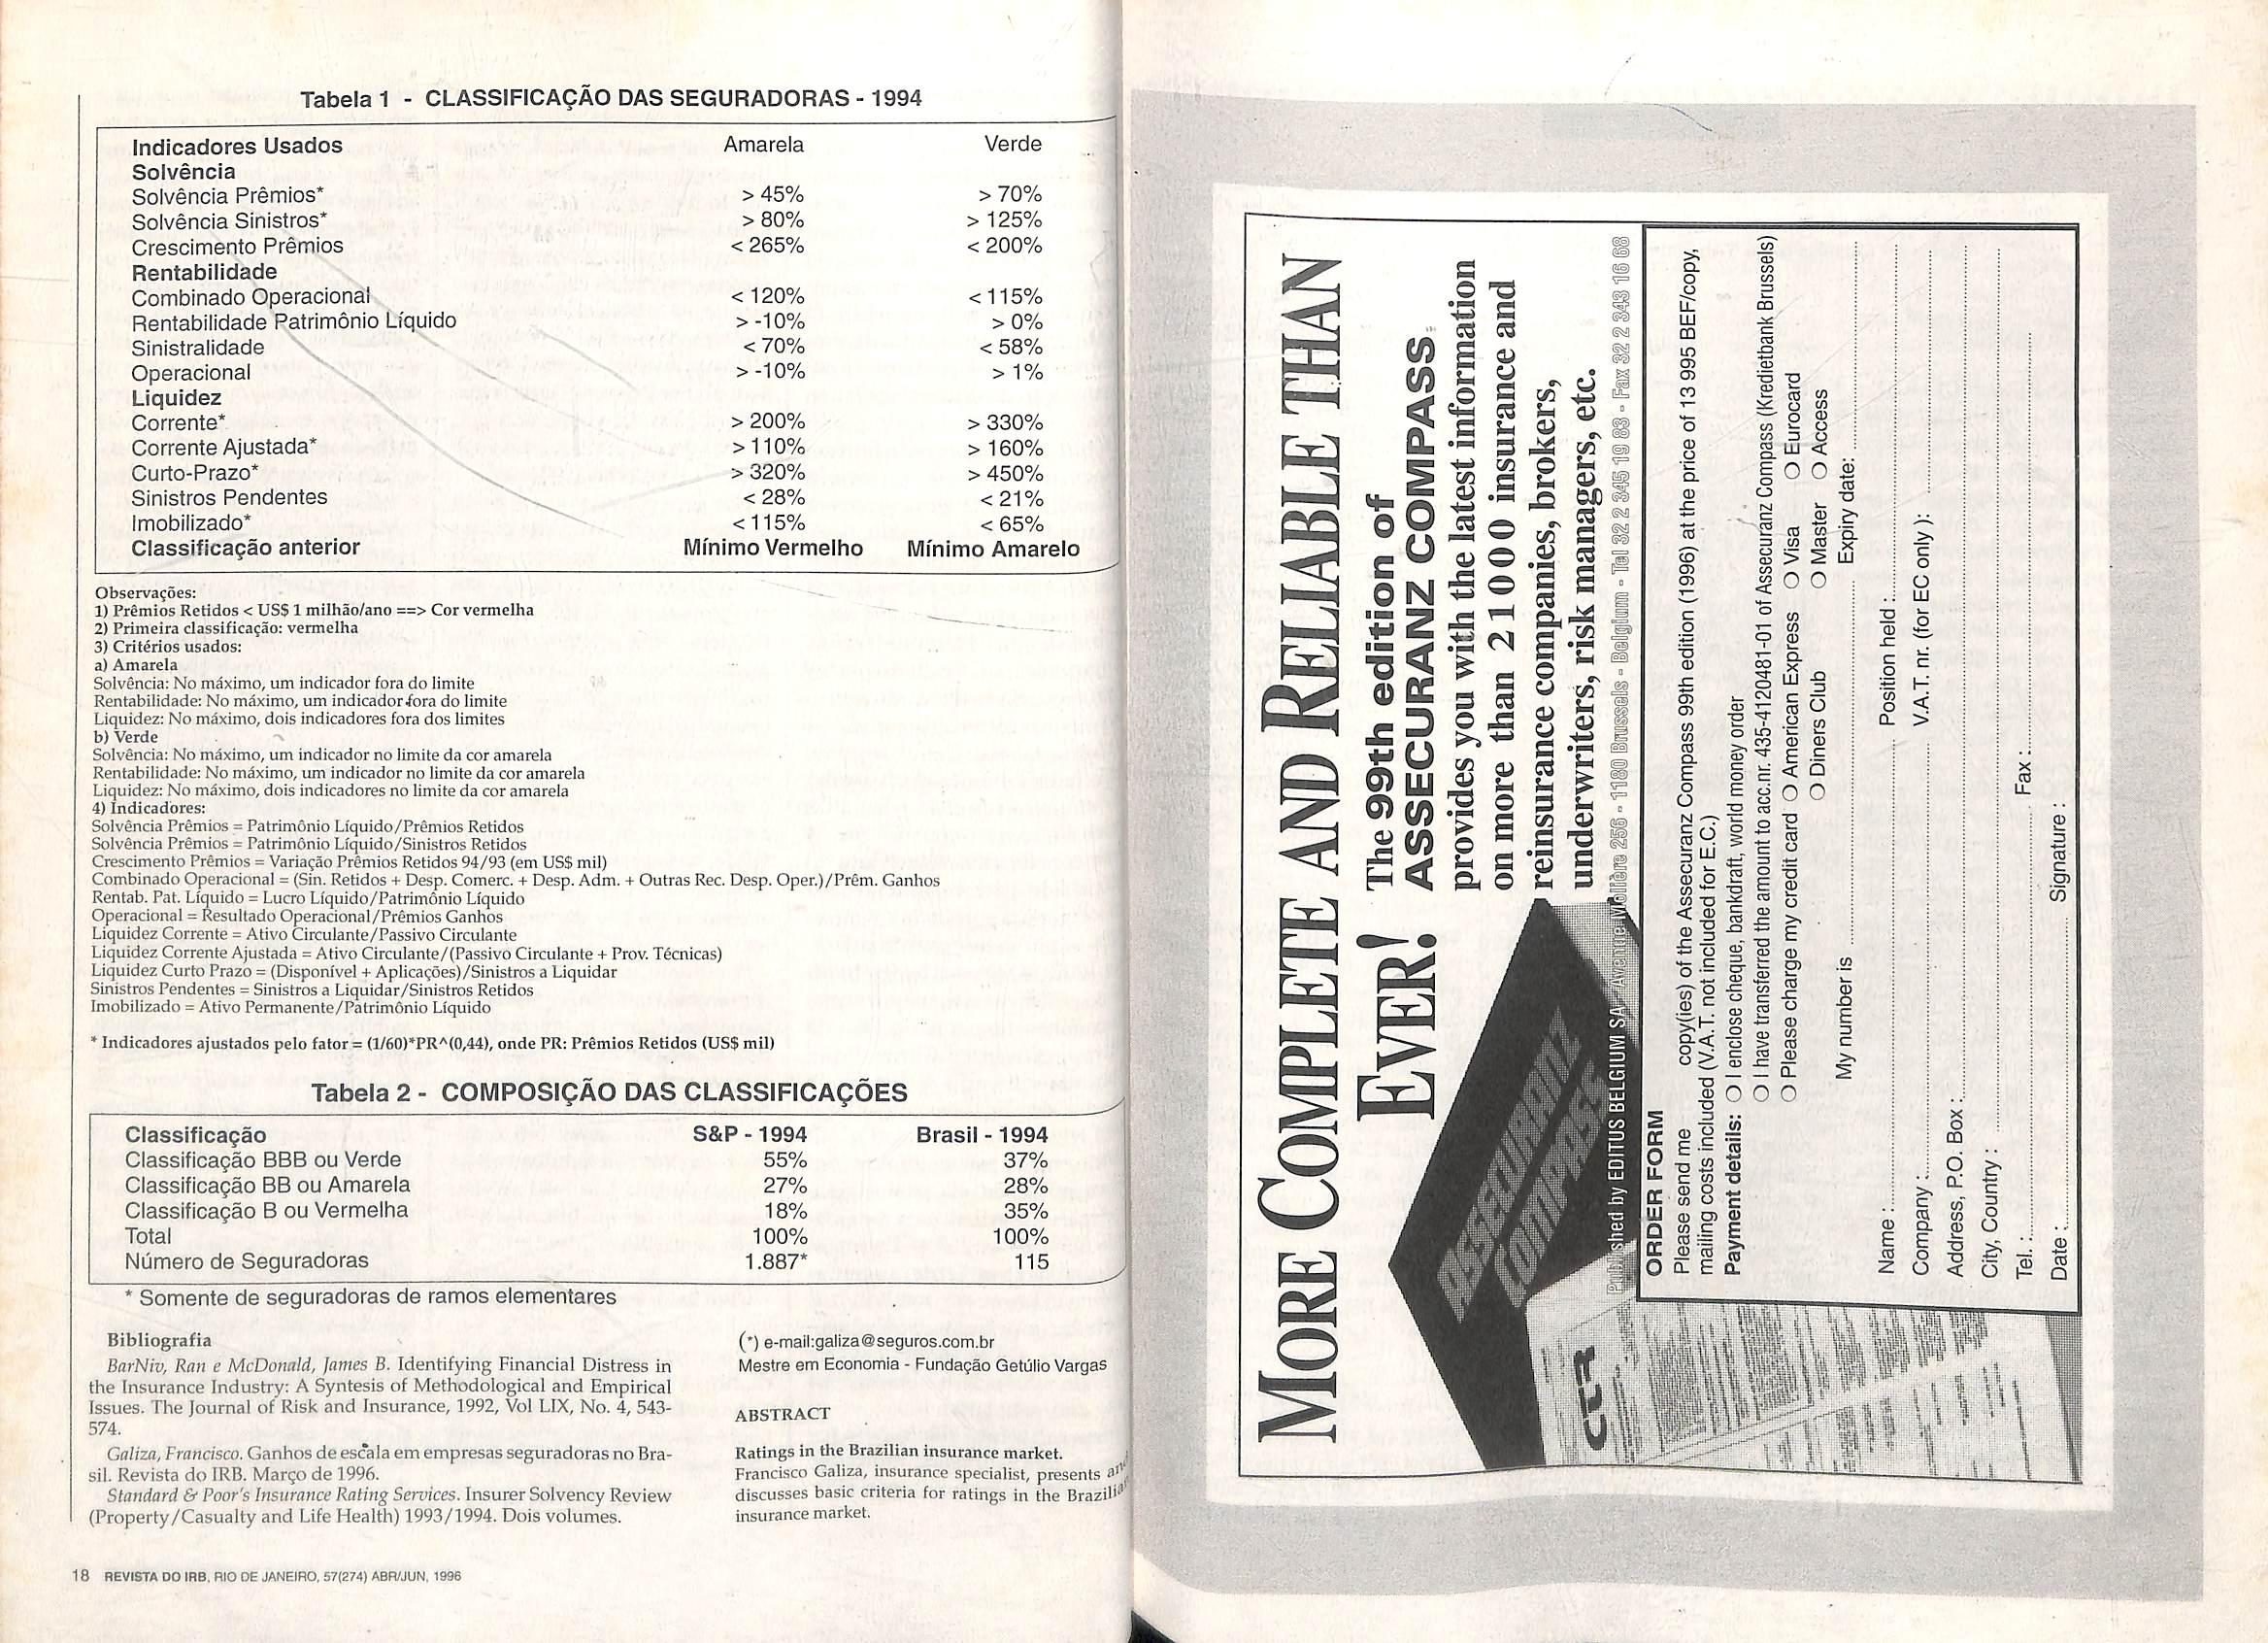 Tabela 1 - CLASSIFICAÇÃO DAS SEGURADORAS - 1994
Indicadores Usados Amarela Verde
Solvência
Solvência Prêmios* > 45% > 70%
Solvência Sinistros* > 80% > 125%
Crescimento Prêmios < 265% < 200%
Rentabilidade
Combinado Operacional < 120% < 115%
Rentabilidade Patrimônio Líquido > -10% > 0%
Sinistralidade < 70% < 58%
Operacional > -10% > 1%
Liquidez
Corrente* > 200% > 330%
Corrente Ajustada* > 110% > 160%
Curto-Prazo* > 320% > 450%
Sinistros Pendentes < 28% < 21%
Imobilizado* < 115% < 65%
Classificação anterior Mínimo Vermelho Mínimo Amarelo
Observações:
1) Prêmios Retidos < US$ 1 milhão/ano ==> Cor vermelha
2) Primeira classificação: vermelha
3) Critérios usados:
a) Amarela
Solvência: No máximo, um indicador fora do limite
Rentabilidade: No máximo, um indicador fora do limite
Liquidez: No máximo, dois indicadores fora dos limites
b) Verde
Solvência: No máximo, um indicador no limite da cor amarela
Rentabilidade: No máximo, um indicador no limite da cor amarela
Liquidez: No máximo, dois indicadores no limite da cor amarela
4) Indicadores:
Solvência Prêmios = Patrimônio Líquido/Prêmios Retidos
Solvência Prêmios = Patrimônio Líquido/Sinistros Retidos
Crescimento Prêmios = Variação Prêmios Retidos 94/93 (em US$ mil)
Combinado Operacional = (Sin. Retidos + Desp. Comerc. + Desp. Adm. + Outras Rec. Desp. Oper.)/Prêm. Ganhos
Rentab. Pat. Líquido = Lucro Líquido/Patrimônio Líquido
Operacional = Resultado Operacional/Prêmios Ganhos
Liquidez Corrente = Ativo Circulante/Passivo Circulante
Liquidez Corrente Ajustada = Ativo Circulante/(Passivo Circulante + Prov. Técnicas)
Liquidez Curto Prazo = (Disponível + Aplicações)/Sinistros a Liquidar
Sinistros Pendentes = Sinistros a Liquidar/Sinistros Retidos
Imobilizado = Ativo Permanente/Patrimônio Líquido
* Indicadores ajustados pelo fator = (1/60)*PR^(0,44), onde PR: Prêmios Retidos (US$ mil)
Tabela 2 - COMPOSIÇÃO DAS CLASSIFICAÇÕES
Classificação S&P - 1994 Brasil - 1994
Classificação BBB ou Verde 55% 37%
Classificação BB ou Amarela 27% 28%
Classificação B ou Vermelha 18% 35%
Total 100% 100%
Número de Seguradoras 1.887* 115
* Somente de seguradoras de ramos elementares
Bibliografia
BarNiv, Ran e McDonald, James B. Identifying Financial Distress in
the Insurance Industry: A Syntesis of Methodological and Empirical
Issues. The Journal of Risk and Insurance, 1992, Vol LIX, No. 4, 543-
574.
Galiza, Francisco. Ganhos de escala em empresas seguradoras no Bra-
sil. Revista do IRB. Março de 1996.
Standard & Poor's Insurance Rating Services. Insurer Solvency Review
(Property/Casualty and Life Health) 1993/1994. Dois volumes.
(*) e-mail:galiza@seguros.com.br
Mestre em Economia - Fundação Getúlio Vargas
ABSTRACT
Ratings in the Brazilian insurance market.
Francisco Galiza, insurance specialist, presents and
discusses basic criteria for ratings in the Brazilian
insurance market.
18 REVISTA DO IRB, RIO DE JANEIRO, 57(274) ABR/JUN, 1996
MORE COMPLETE AND RELIABLE THAN
EVER!
The 99th edition of
ASSECURANZ COMPASS
provides you with the latest information
on more than 21000 insurance and
reinsurance companies, brokers,
underwriters, risk managers, etc.
ASSECURANZ
COMPASS
Published by EDITUS BELGIUM SA - Avenue Molière 256 - 1180 Brussels - Belgium - Tel 32 2 345 19 83 - Fax 32 2 343 16 68
ORDER FORM
Please send me copy(ies) of the Assecuranz Compass 99th edition (1996) at the price of 13 995 BEF/copy,
mailing costs included (V.A.T. not included for E.C.)
Payment details: O I enclose cheque, bankdraft, world money order
O I have transferred the amount to acc.nr. 435-4120481-01 of Assecuranz Compass (Kredietbank Brussels)
O Please charge my credit card O American Express O Visa O Eurocard
O Diners Club O Master O Access
My number is Expiry date:
Name : Position held :
Company : V.A.T. nr. (for EC only ):
Address, P.O. Box :
City, Country :
Tel. : Fax :
Date : Signature :